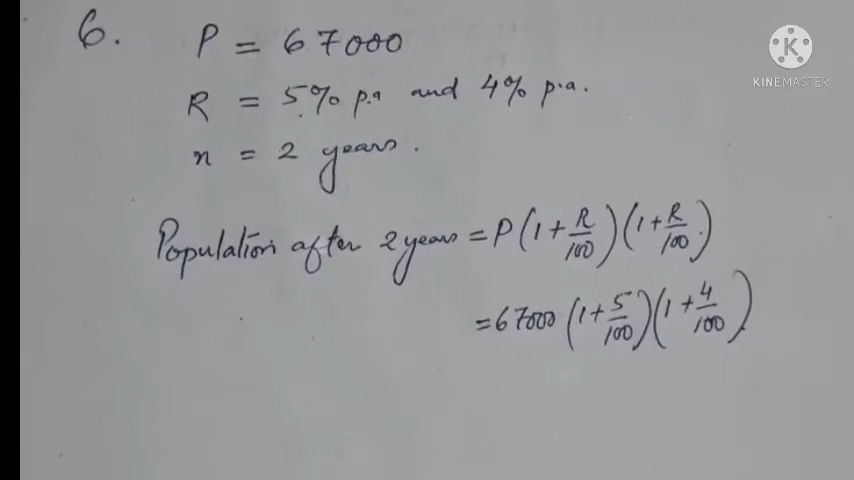 6. P = 67000
R = 5% p.a and 4% p.a.
n = 2 years.
Population after 2 years = P(1 + R/100)(1 + R/100)
= 67000 (1 + 5/100)(1 + 4/100)
K
KINEMASTER